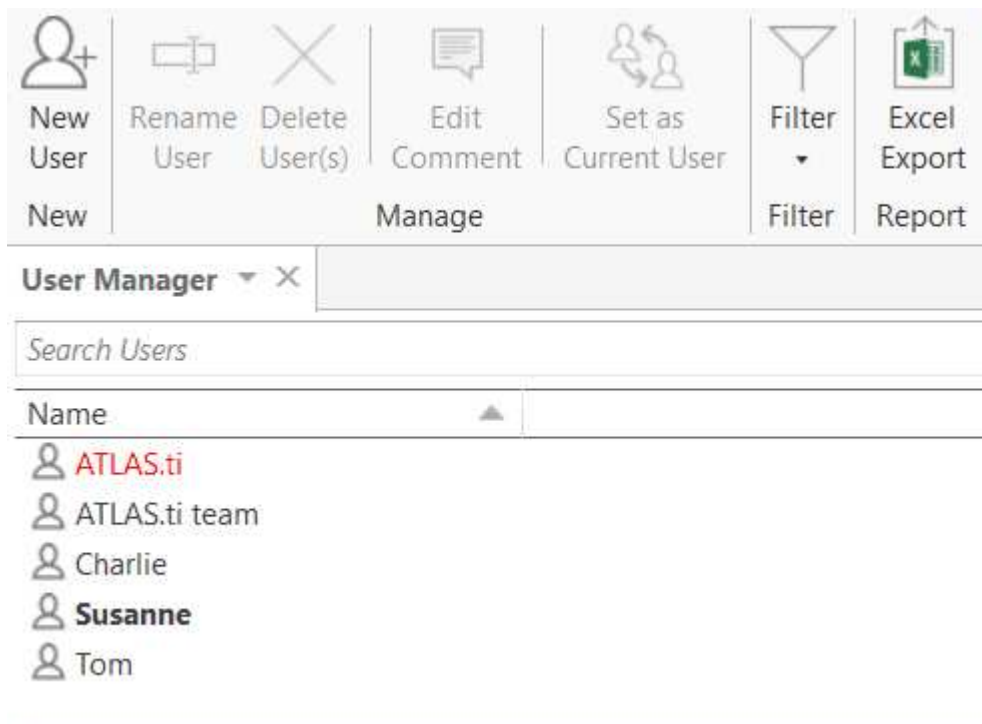 New User
Rename User
Delete User(s)
Edit Comment
Set as Current User
Filter
Excel Export
New
Manage
Filter
Report
User Manager
Search Users
Name
ATLAS.ti
ATLAS.ti team
Charlie
Susanne
Tom